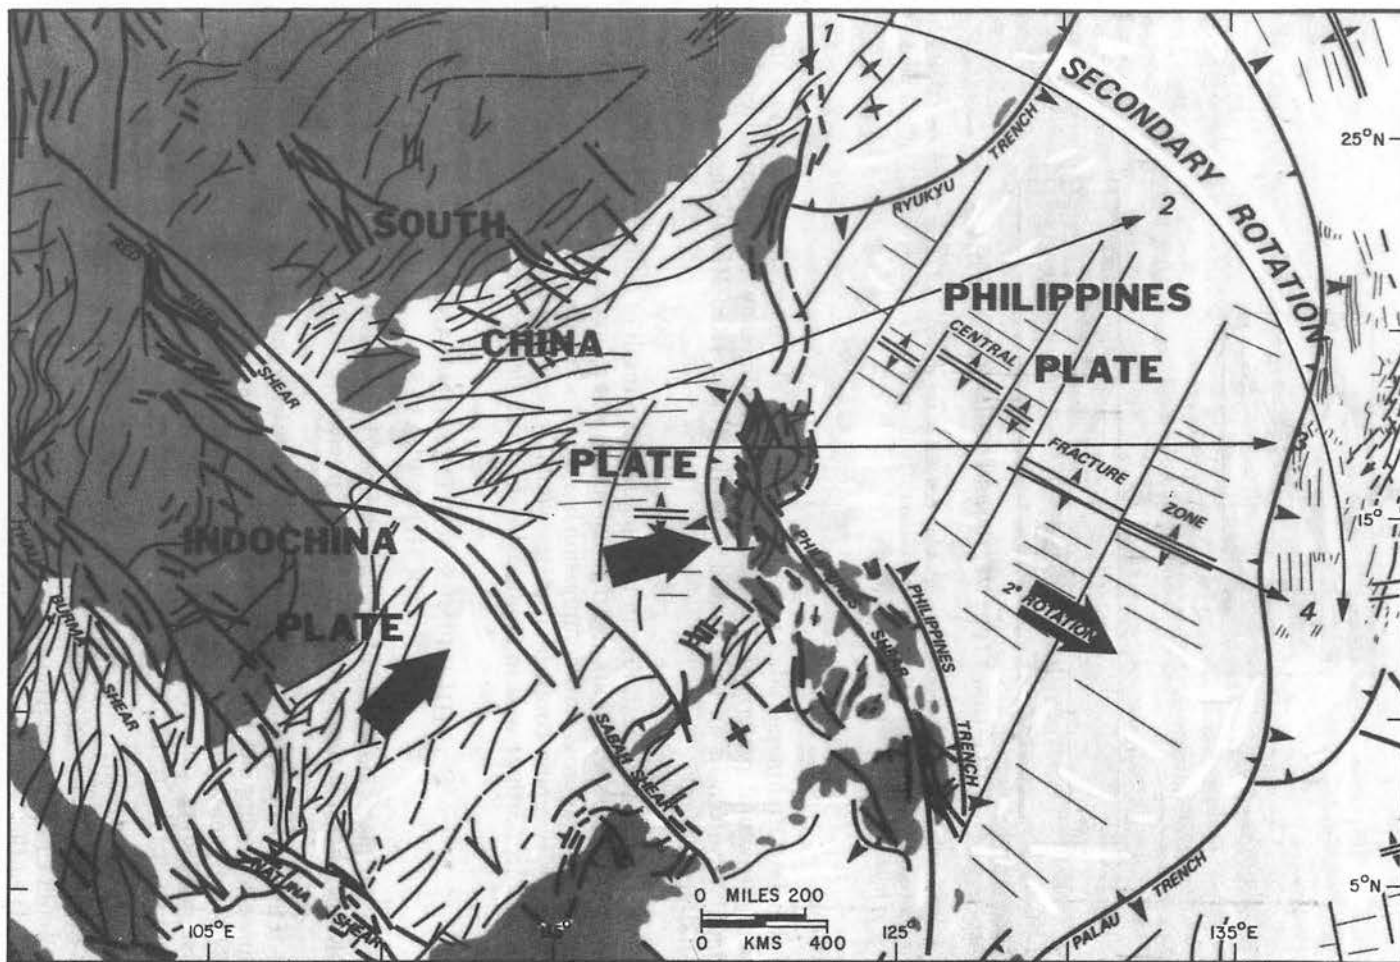 1
SECONDARY ROTATION
25°N
RYUKYU TRENCH
2
SOUTH
CHINA
PLATE
RED
RIVER
SHEAR
PHILIPPINES
PLATE
CENTRAL
FRACTURE
ZONE
3
15°
INDOCHINA
PLATE
THAI
BURMA
SHEAR
PHILIPPINES
SHEAR
PHILIPPINES
TRENCH
2° ROTATION
4
SABAH SHEAR
NATUNA
SHEAR
0 MILES 200
0 KMS 400
5°N
PALAU TRENCH
105°E
125°
135°E